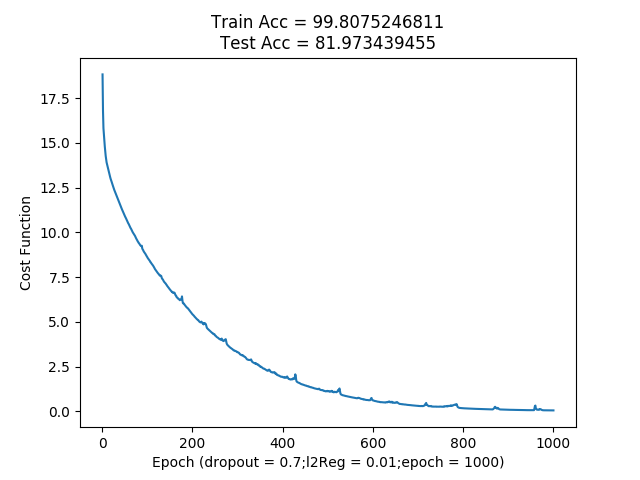 Train Acc = 99.8075246811
Test Acc = 81.973439455
Cost Function
17.5
15.0
12.5
10.0
7.5
5.0
2.5
0.0
0 200 400 600 800 1000
Epoch (dropout = 0.7;l2Reg = 0.01;epoch = 1000)